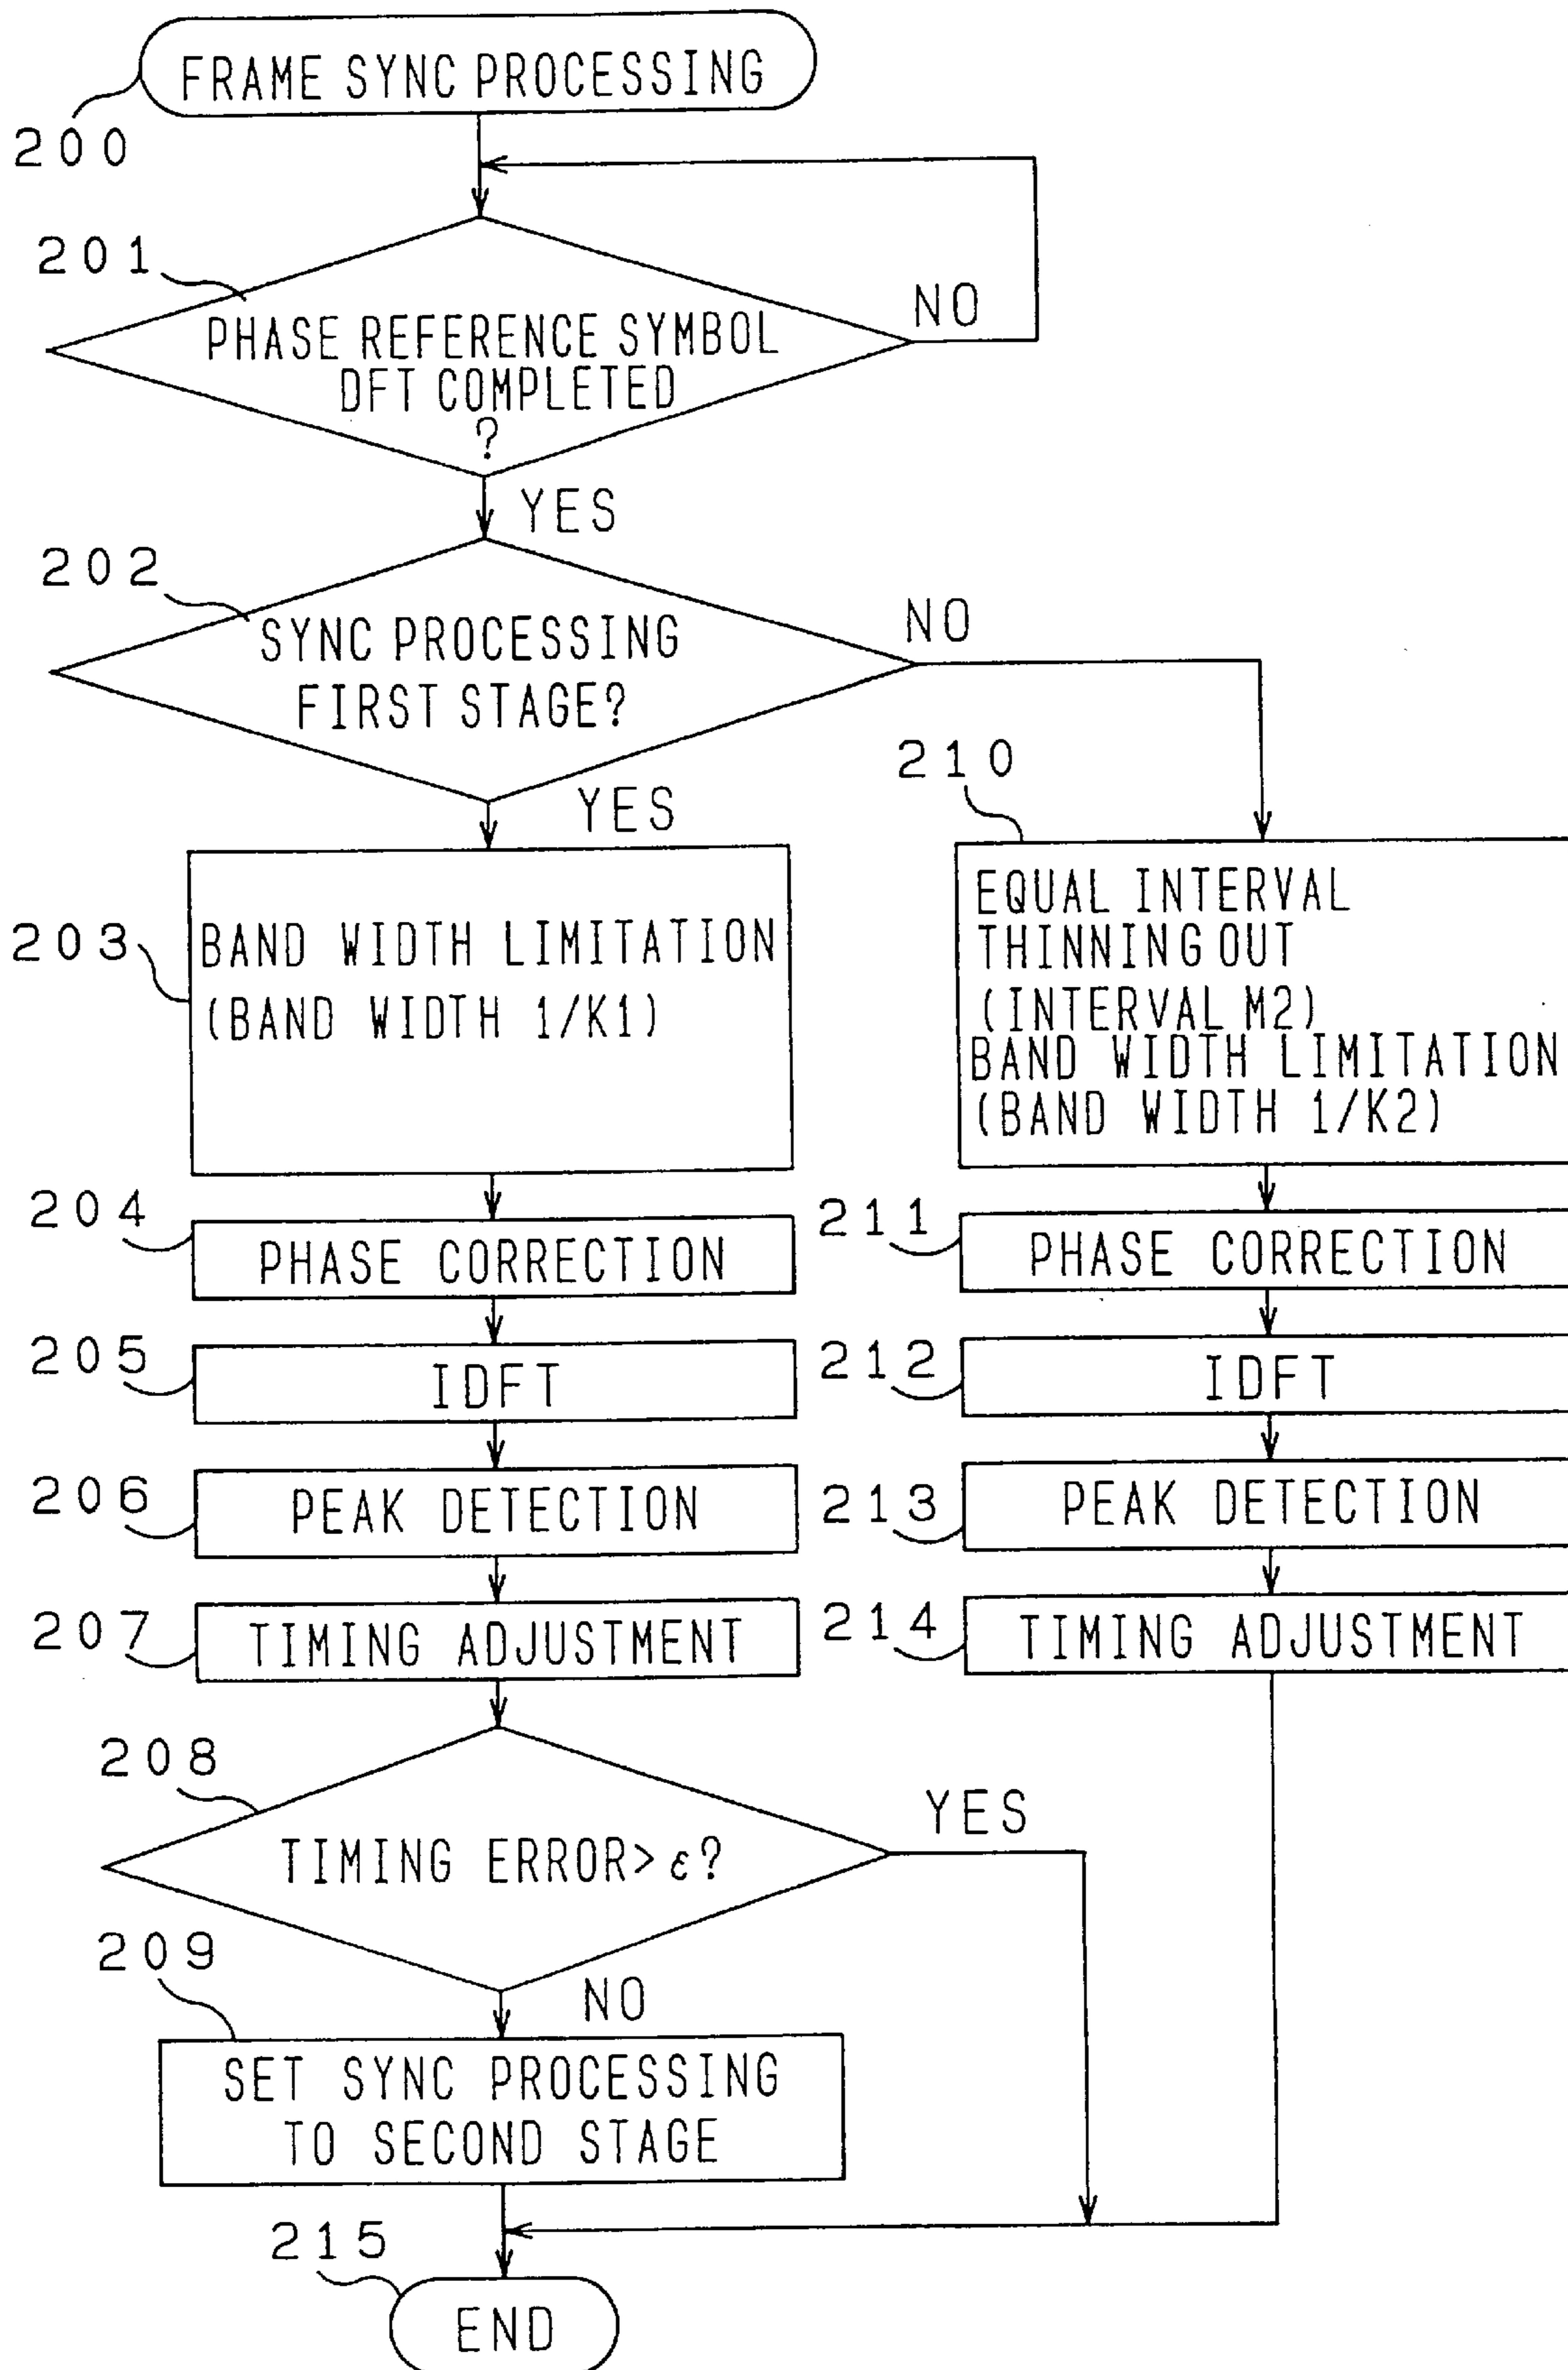 FRAME SYNC PROCESSING
200
201
PHASE REFERENCE SYMBOL
DFT COMPLETED
?
NO
YES
202
SYNC PROCESSING
FIRST STAGE?
NO
YES
203
BAND WIDTH LIMITATION
(BAND WIDTH 1/K1)
210
EQUAL INTERVAL
THINNING OUT
(INTERVAL M2)
BAND WIDTH LIMITATION
(BAND WIDTH 1/K2)
204
PHASE CORRECTION
211
PHASE CORRECTION
205
IDFT
212
IDFT
206
PEAK DETECTION
213
PEAK DETECTION
207
TIMING ADJUSTMENT
214
TIMING ADJUSTMENT
208
TIMING ERROR>ε?
YES
NO
209
SET SYNC PROCESSING
TO SECOND STAGE
215
END